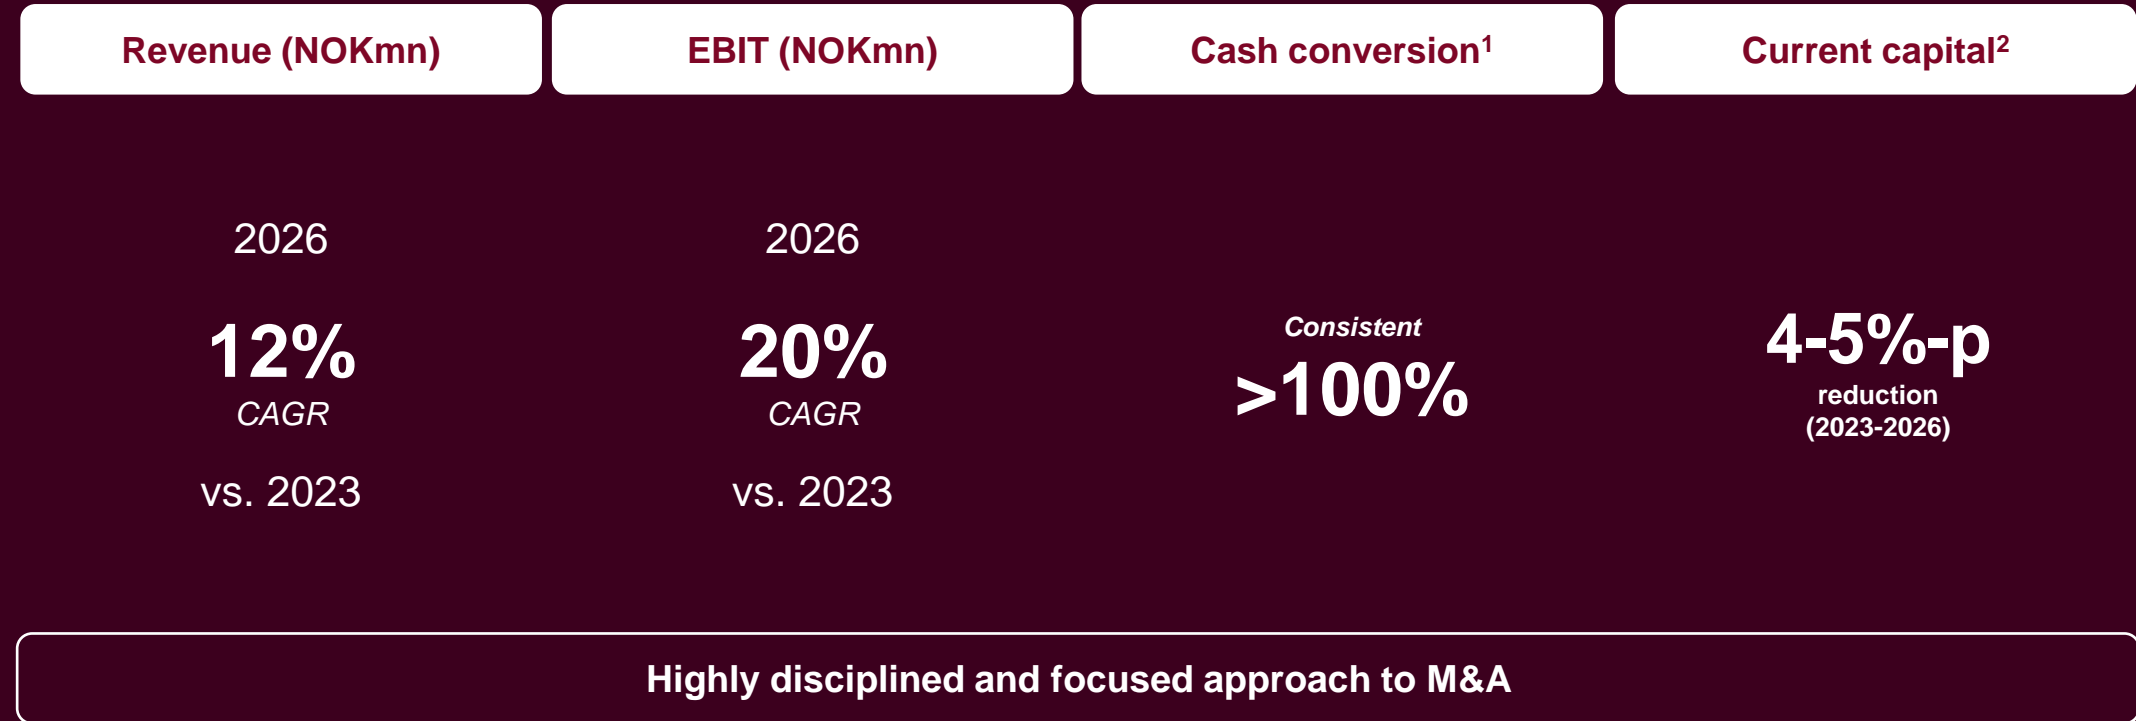 Revenue (NOKmn)
EBIT (NOKmn)
Cash conversion¹
Current capital²
2026
12%
CAGR
vs. 2023
2026
20%
CAGR
vs. 2023
Consistent
>100%
4-5%-p
reduction
(2023-2026)
Highly disciplined and focused approach to M&A